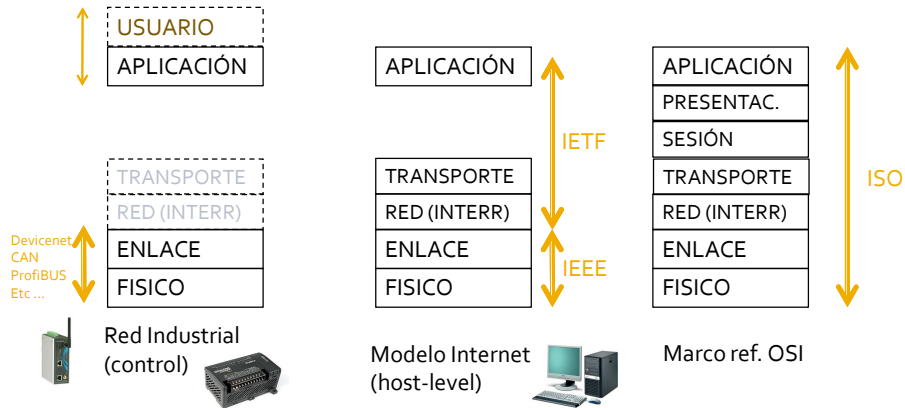 USUARIO
APLICACIÓN
TRANSPORTE
RED (INTERR)
ENLACE
FISICO
Devicenet
CAN
ProfiBUS
Etc ...
Red Industrial
(control)
APLICACIÓN
TRANSPORTE
RED (INTERR)
ENLACE
FISICO
IETF
IEEE
Modelo Internet
(host-level)
APLICACIÓN
PRESENTAC.
SESIÓN
TRANSPORTE
RED (INTERR)
ENLACE
FISICO
ISO
Marco ref. OSI